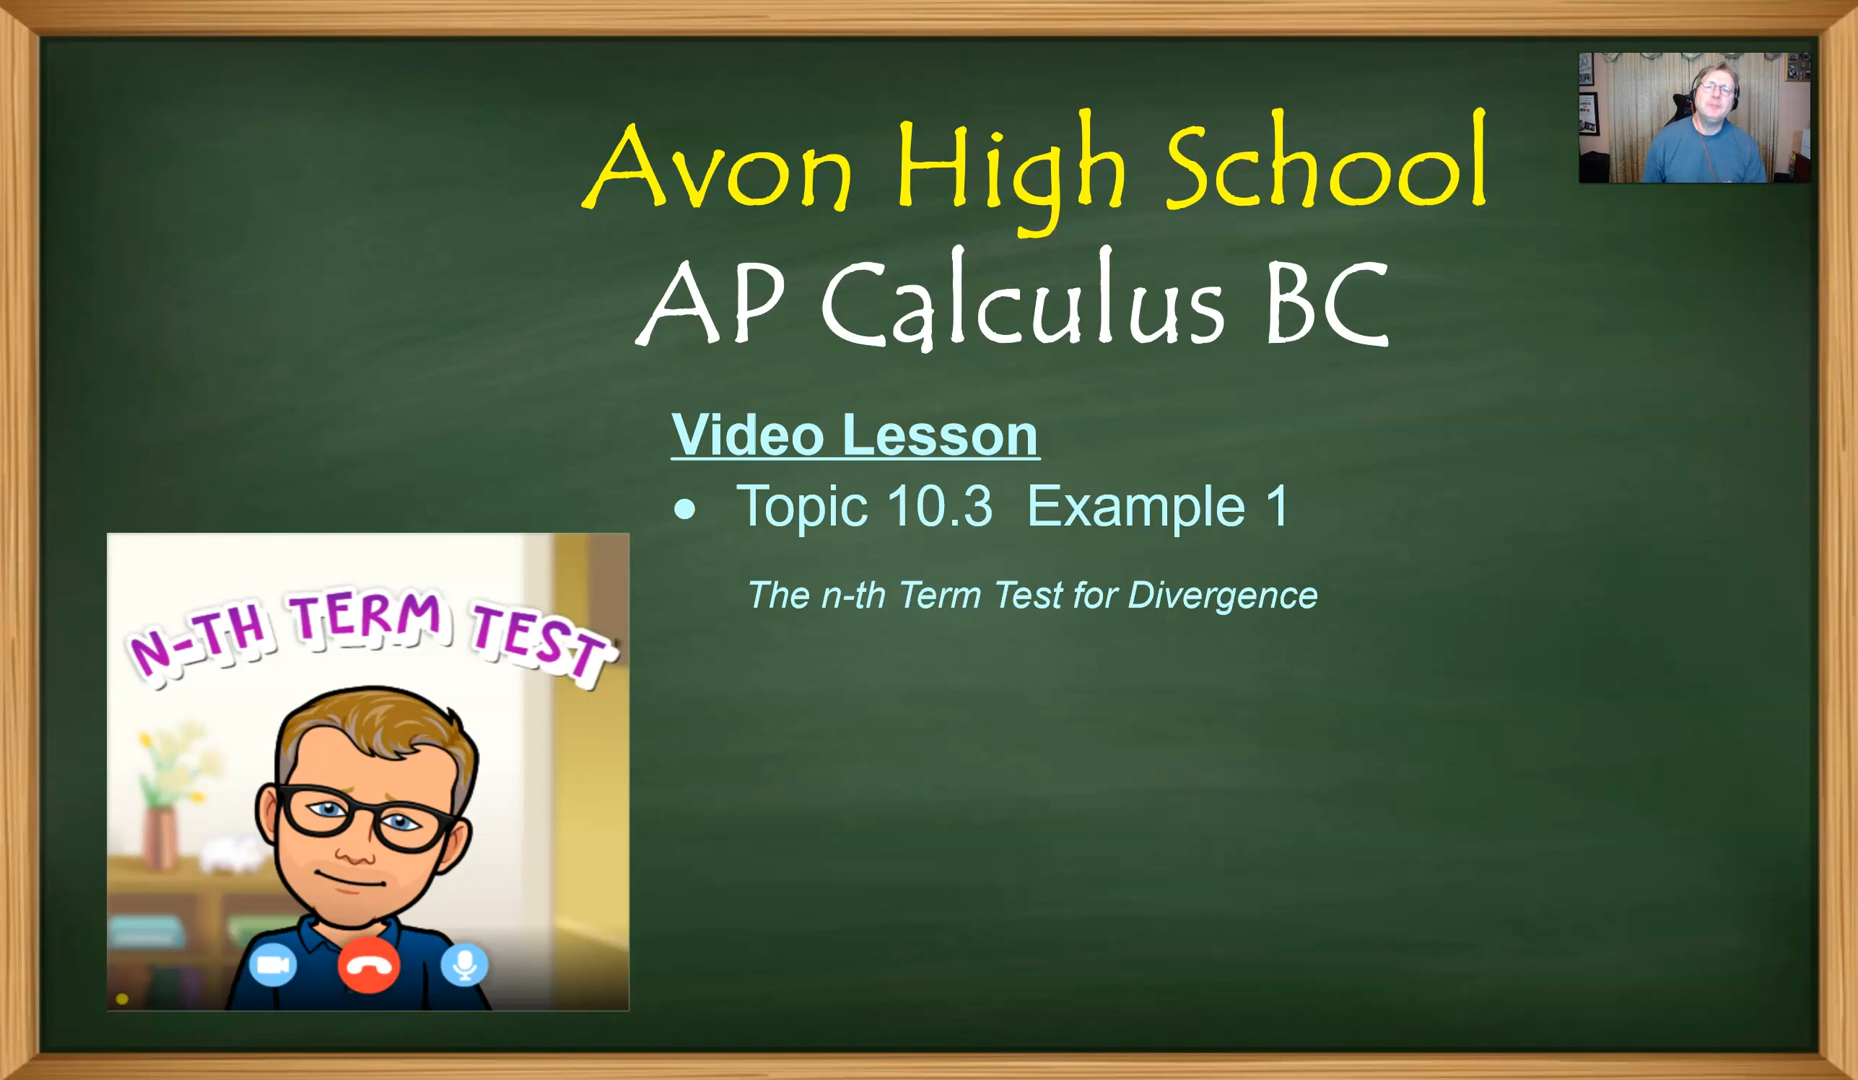 Avon High School
AP Calculus BC
Video Lesson
• Topic 10.3 Example 1
The n-th Term Test for Divergence
N-TH TERM TEST